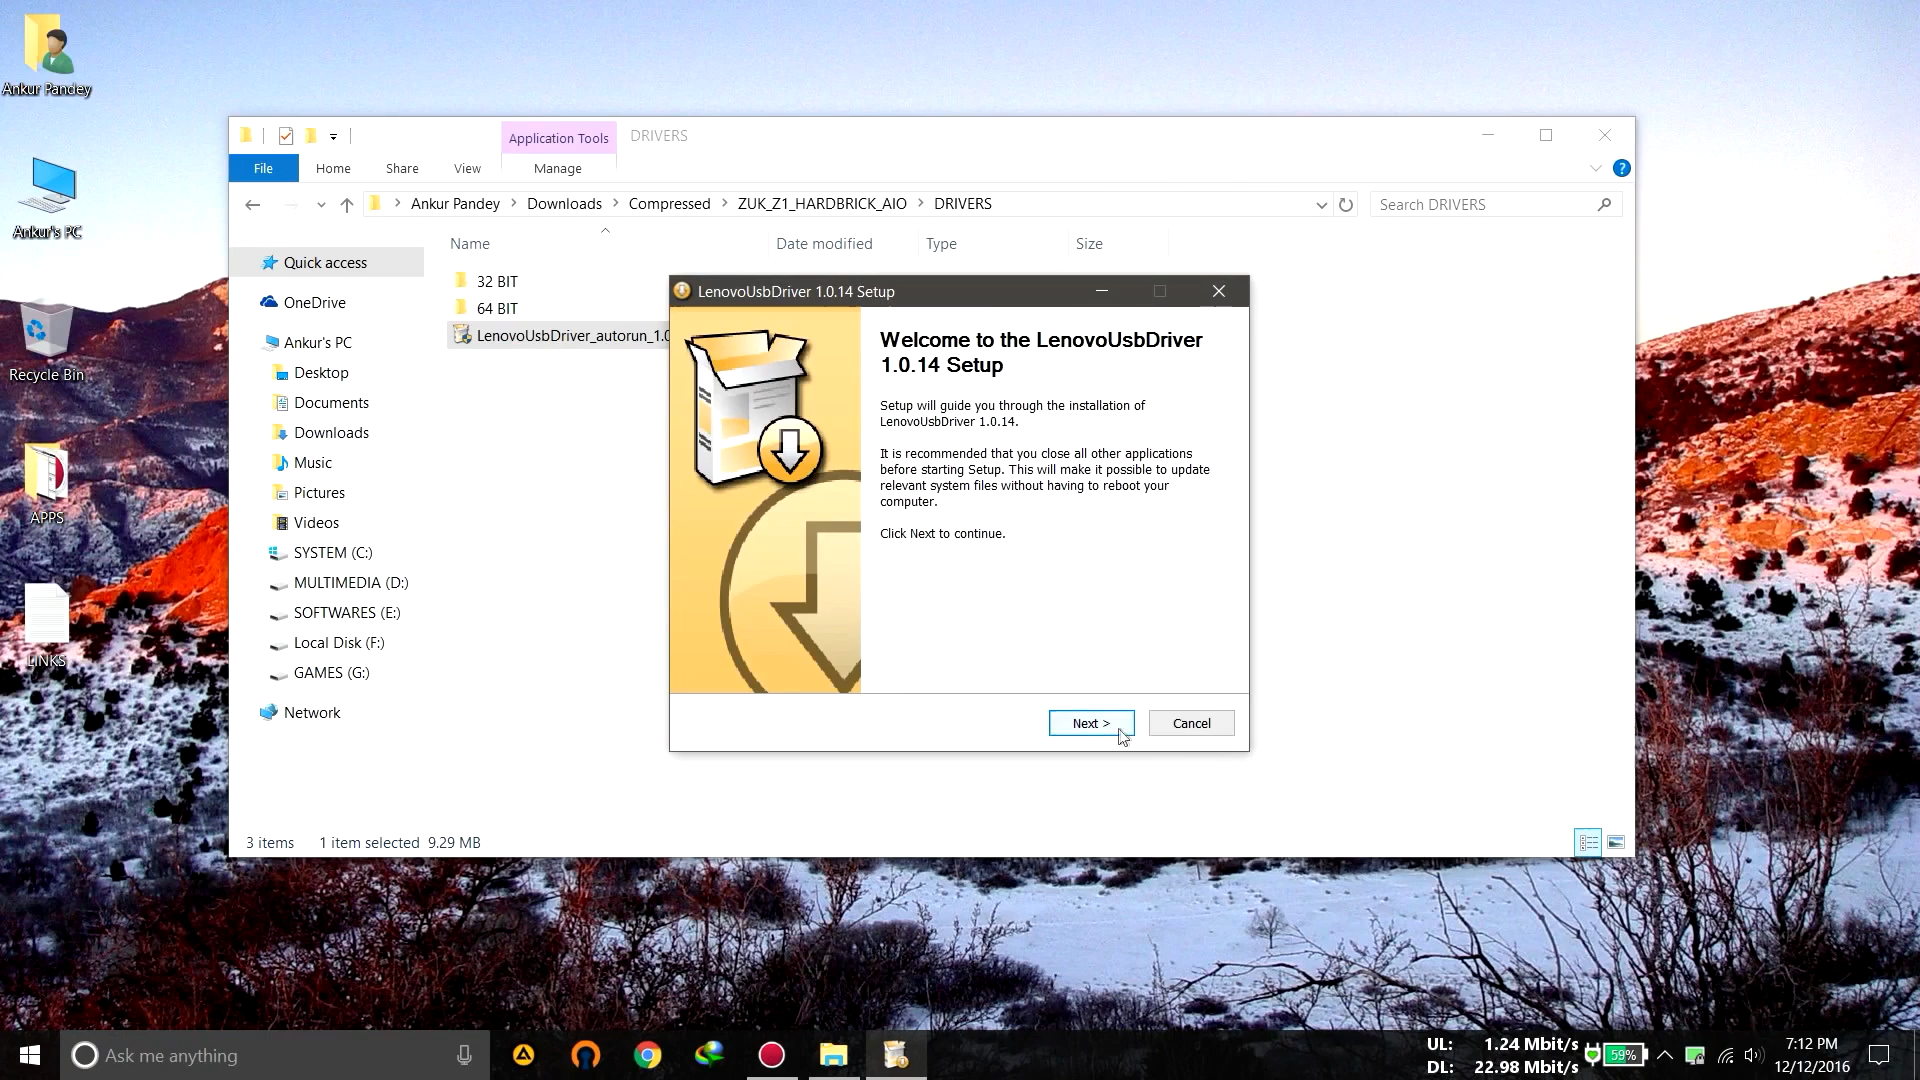 Ankur Pandey
Ankur's PC
Recycle Bin
APPS
LINKS
Application Tools
DRIVERS
File
Home
Share
View
Manage
?
Ankur Pandey
Downloads
Compressed
ZUK_Z1_HARDBRICK_AIO
DRIVERS
Search DRIVERS
Name
Date modified
Type
Size
Quick access
OneDrive
Ankur's PC
Desktop
Documents
Downloads
Music
Pictures
Videos
SYSTEM (C:)
MULTIMEDIA (D:)
SOFTWARES (E:)
Local Disk (F:)
GAMES (G:)
Network
32 BIT
64 BIT
LenovoUsbDriver_autorun_1.0
LenovoUsbDriver 1.0.14 Setup
Welcome to the LenovoUsbDriver
1.0.14 Setup
Setup will guide you through the installation of
LenovoUsbDriver 1.0.14.
It is recommended that you close all other applications
before starting Setup. This will make it possible to update
relevant system files without having to reboot your
computer.
Click Next to continue.
Next >
Cancel
3 items 1 item selected 9.29 MB
Ask me anything
UL: 1.24 Mbit/s
DL: 22.98 Mbit/s
59%
7:12 PM
12/12/2016